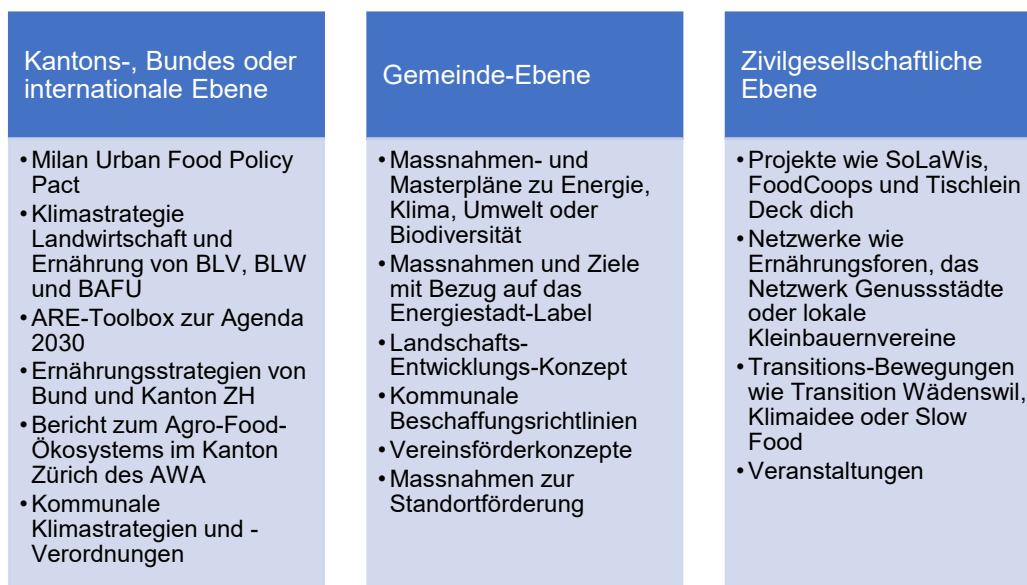 Kantons-, Bundes oder
internationale Ebene
•Milan Urban Food Policy
Pact
•Klimastrategie
Landwirtschaft und
Ernährung von BLV, BLW
und BAFU
•ARE-Toolbox zur Agenda
2030
•Ernährungsstrategien von
Bund und Kanton ZH
•Bericht zum Agro-Food-
Ökosystems im Kanton
Zürich des AWA
•Kommunale
Klimastrategien und -
Verordnungen
Gemeinde-Ebene
•Massnahmen- und
Masterpläne zu Energie,
Klima, Umwelt oder
Biodiversität
•Massnahmen und Ziele
mit Bezug auf das
Energiestadt-Label
•Landschafts-
Entwicklungs-Konzept
•Kommunale
Beschaffungsrichtlinien
•Vereinsförderkonzepte
•Massnahmen zur
Standortförderung
Zivilgesellschaftliche
Ebene
•Projekte wie SoLaWis,
FoodCoops und Tischlein
Deck dich
•Netzwerke wie
Ernährungsforen, das
Netzwerk Genussstädte
oder lokale
Kleinbauernvereine
•Transitions-Bewegungen
wie Transition Wädenswil,
Klimaidee oder Slow
Food
•Veranstaltungen